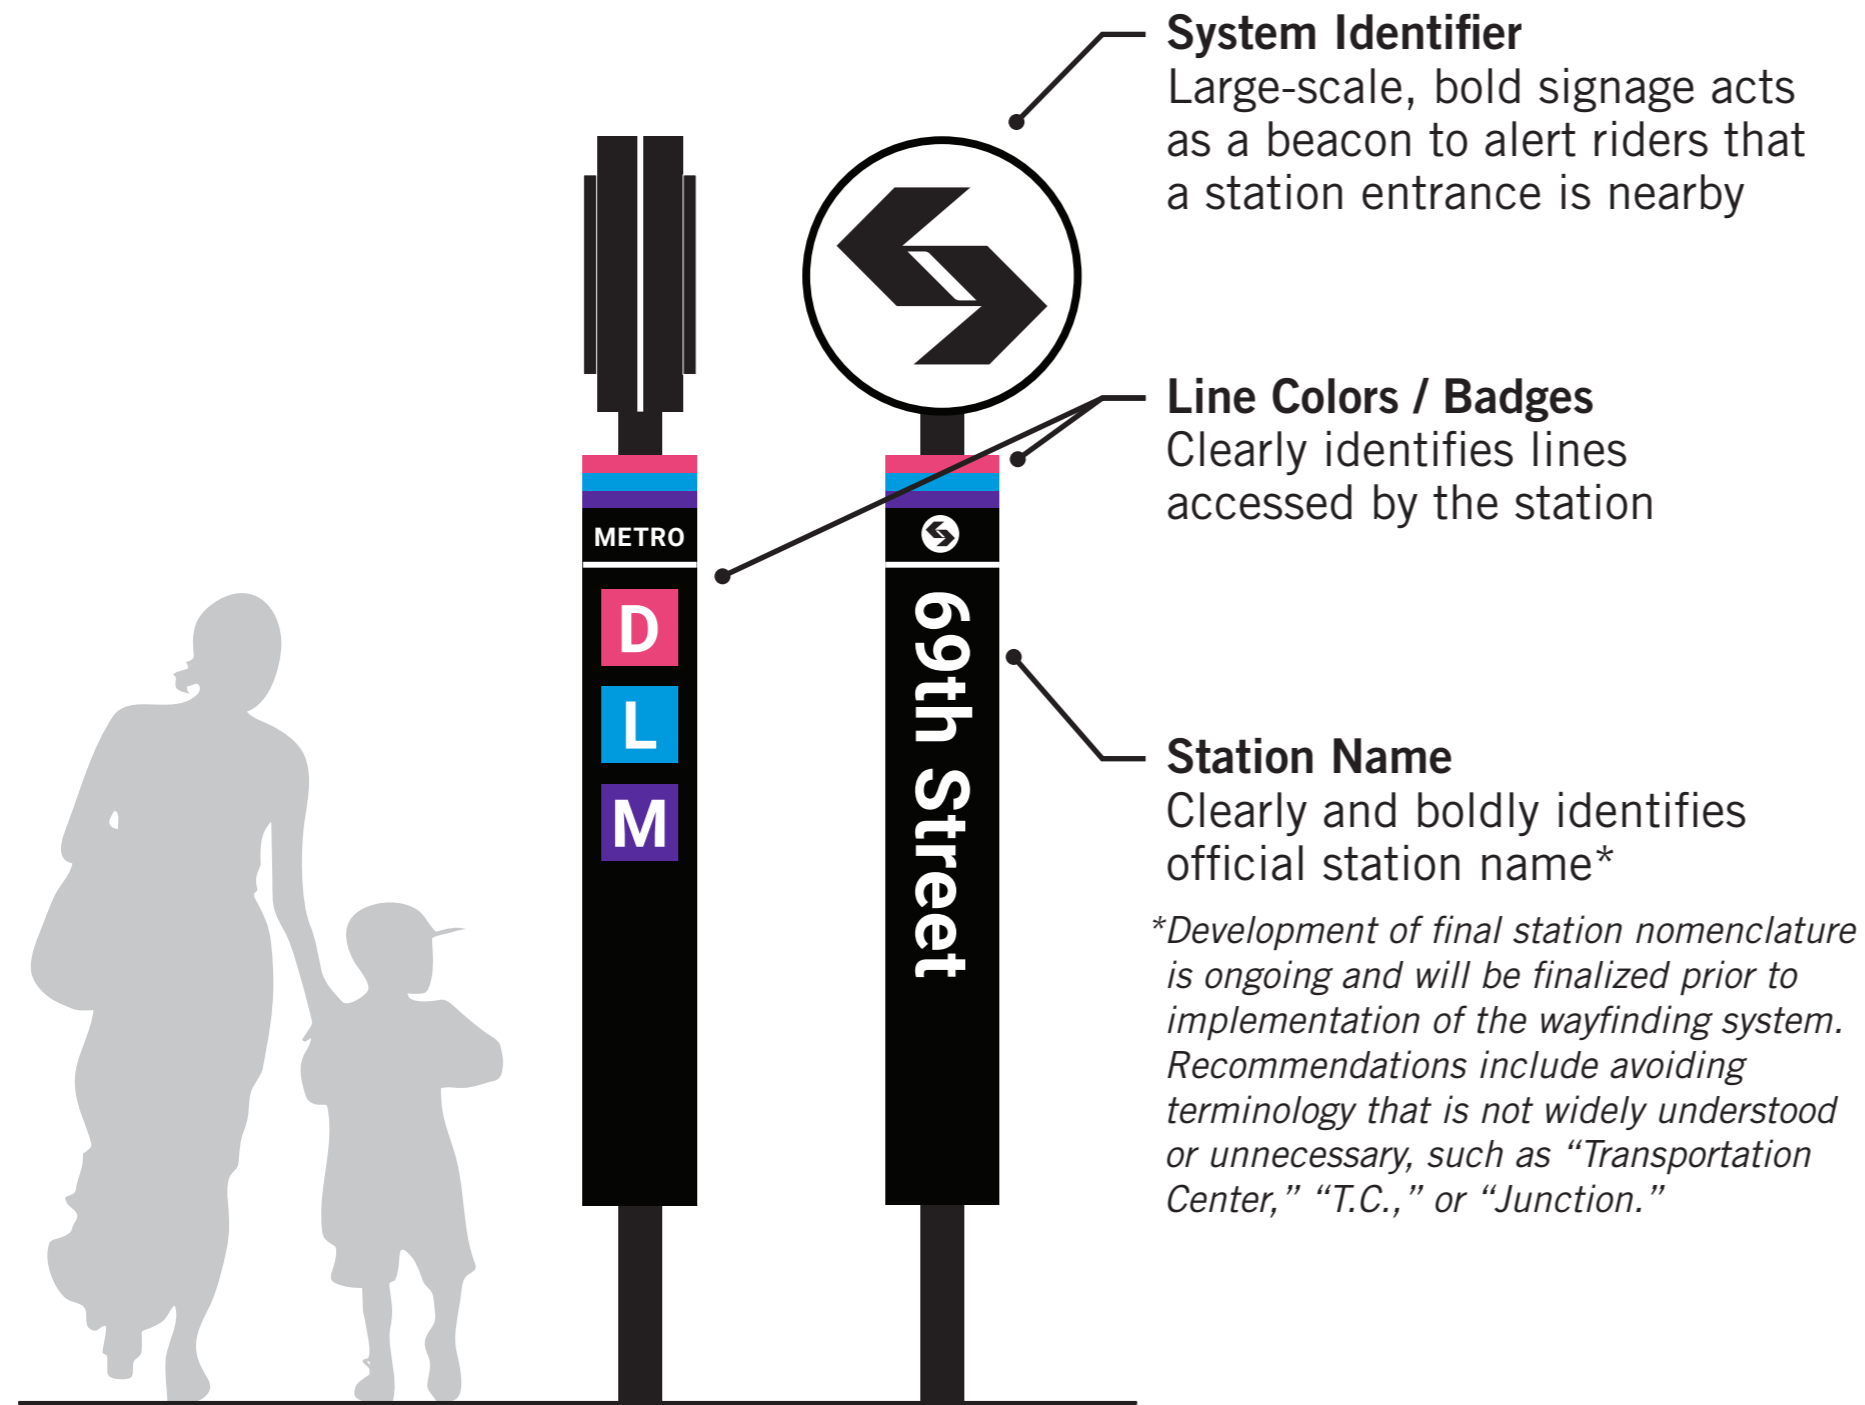 System Identifier
Large-scale, bold signage acts
as a beacon to alert riders that
a station entrance is nearby
Line Colors / Badges
Clearly identifies lines
accessed by the station
METRO
D
L
M
69th Street
Station Name
Clearly and boldly identifies
official station name*
*Development of final station nomenclature
is ongoing and will be finalized prior to
implementation of the wayfinding system.
Recommendations include avoiding
terminology that is not widely understood
or unnecessary, such as “Transportation
Center,” “T.C.,” or “Junction.”